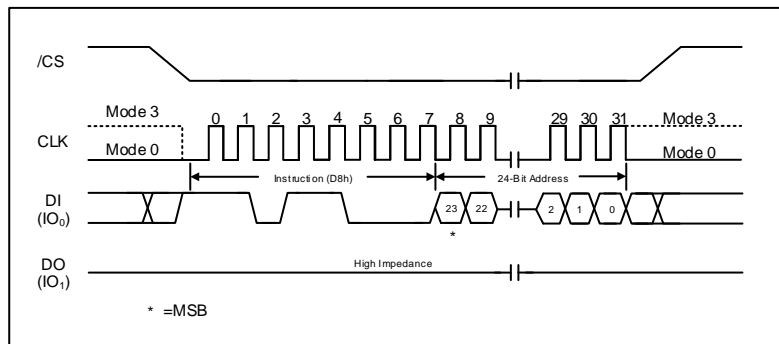 /CS
Mode 3
0 1 2 3 4 5 6 7 8 9 29 30 31
Mode 3
CLK
Mode 0
Mode 0
Instruction (D8h)
24-Bit Address
DI
(IO₀)
23 22 2 1 0
*
DO
(IO₁)
High Impedance
* =MSB